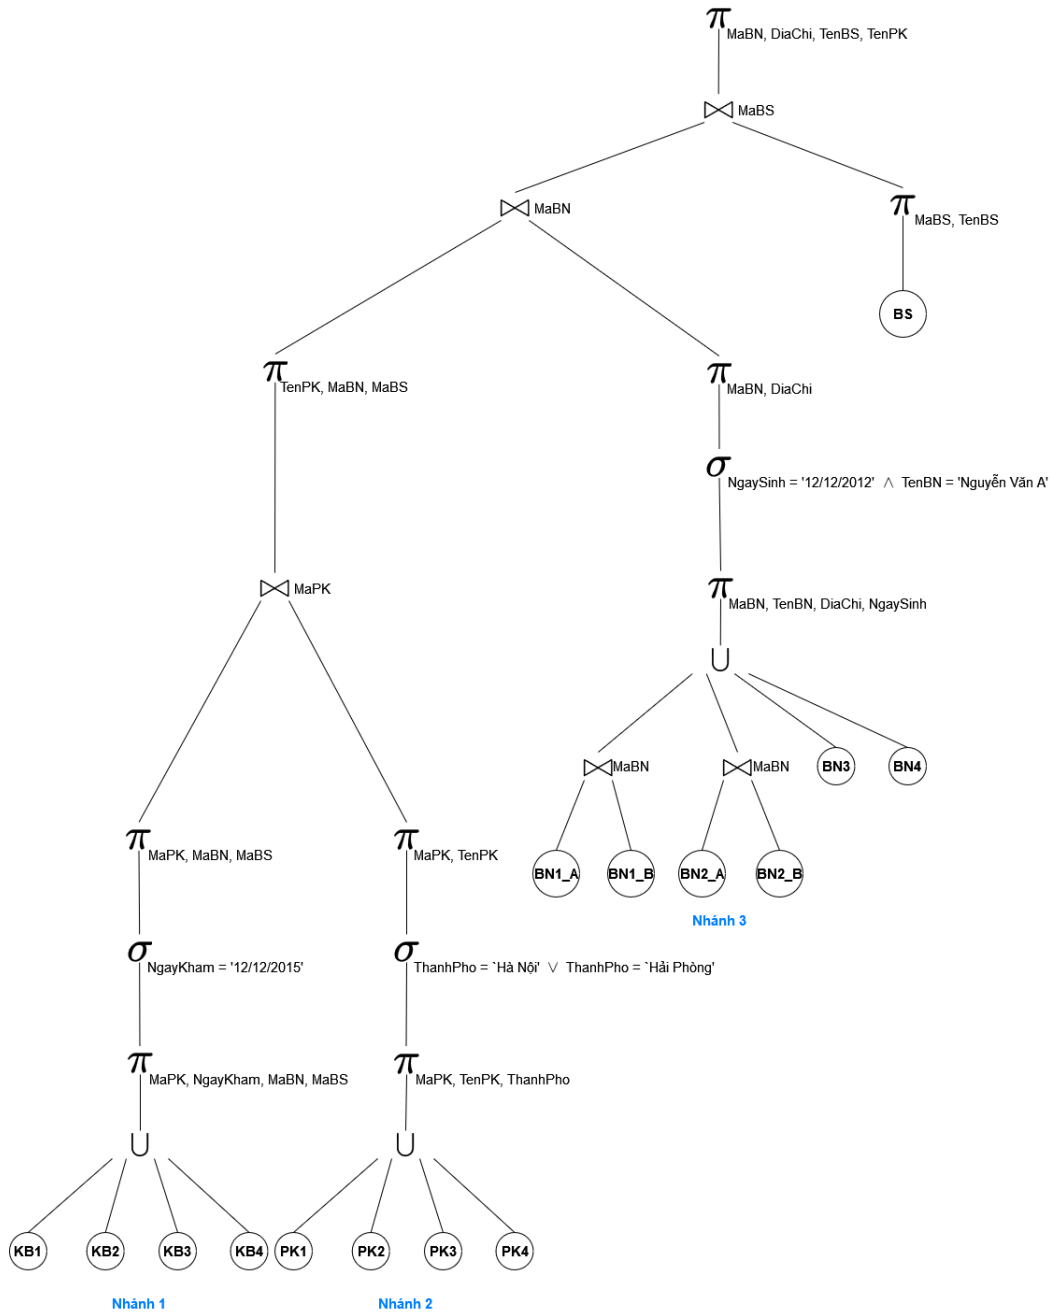 π MaBN, DiaChi, TenBS, TenPK
⋈ MaBS
⋈ MaBN
π MaBS, TenBS
BS
π TenPK, MaBN, MaBS
π MaBN, DiaChi
σ NgaySinh = '12/12/2012' ∧ TenBN = 'Nguyễn Văn A'
⋈ MaPK
π MaBN, TenBN, DiaChi, NgaySinh
∪
⋈ MaBN
⋈ MaBN
BN3
BN4
π MaPK, MaBN, MaBS
π MaPK, TenPK
BN1_A
BN1_B
BN2_A
BN2_B
Nhánh 3
σ NgayKham = '12/12/2015'
σ ThanhPho = `Hà Nội' ∨ ThanhPho = `Hải Phòng'
π MaPK, NgayKham, MaBN, MaBS
π MaPK, TenPK, ThanhPho
∪
∪
KB1
KB2
KB3
KB4
PK1
PK2
PK3
PK4
Nhánh 1
Nhánh 2